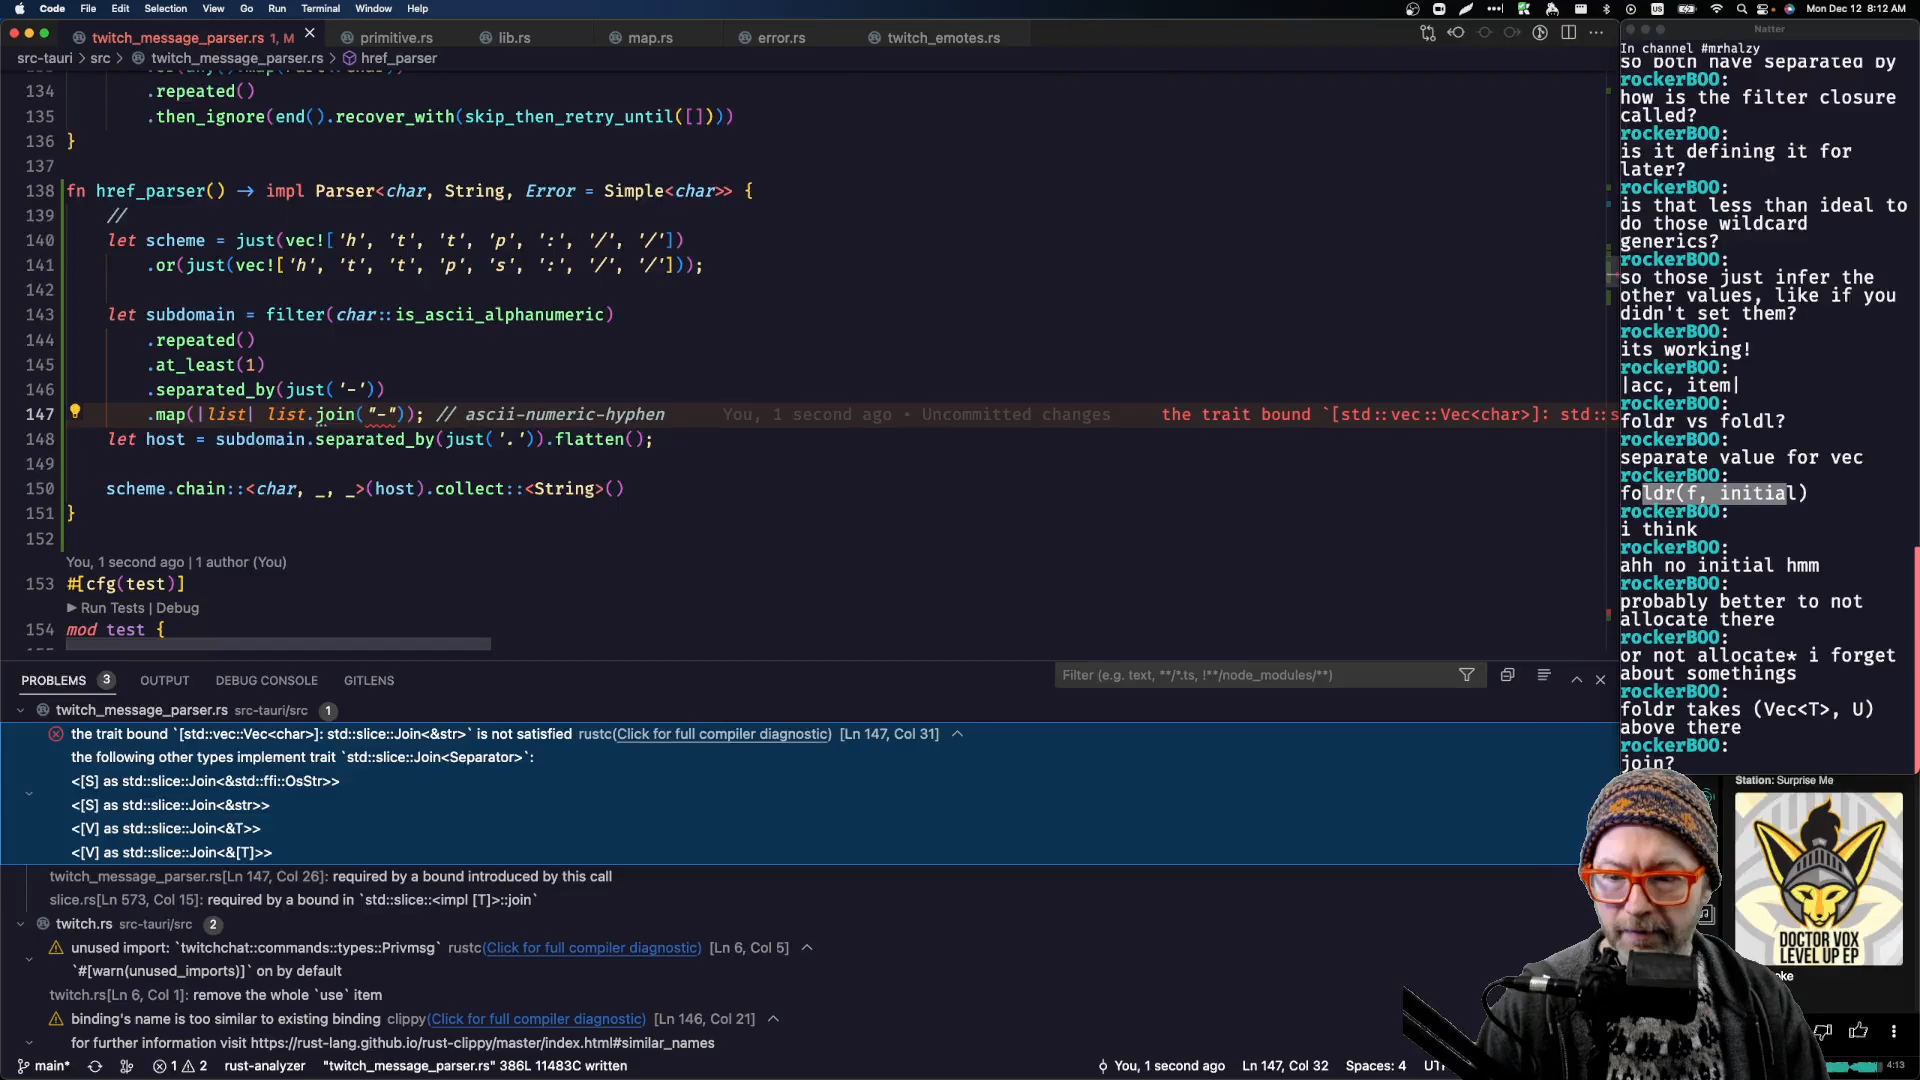 Code File Edit Selection View Go Run Terminal Window Help
Mon Dec 12 8:12 AM
twitch_message_parser.rs 1, M
primitive.rs
lib.rs
map.rs
error.rs
twitch_emotes.rs
src-tauri > src > twitch_message_parser.rs > href_parser
134 .repeated()
135 .then_ignore(end().recover_with(skip_then_retry_until([])))
136 }
137
138 fn href_parser() → impl Parser<char, String, Error = Simple<char>> {
139 //
140 let scheme = just(vec!['h', 't', 't', 'p', ':', '/', '/'])
141 .or(just(vec!['h', 't', 't', 'p', 's', ':', '/', '/']));
142
143 let subdomain = filter(char::is_ascii_alphanumeric)
144 .repeated()
145 .at_least(1)
146 .separated_by(just('-'))
147 .map(|list| list.join("-")); // ascii-numeric-hyphen You, 1 second ago • Uncommitted changes the trait bound `[std::vec::Vec<char>]: std::s
148 let host = subdomain.separated_by(just('.')).flatten();
149
150 scheme.chain::<char, _, _>(host).collect::<String>()
151 }
152
You, 1 second ago | 1 author (You)
153 #[cfg(test)]
▶ Run Tests | Debug
154 mod test {
PROBLEMS 3 OUTPUT DEBUG CONSOLE GITLENS
Filter (e.g. text, **/*.ts, !**/node_modules/**)
twitch_message_parser.rs src-tauri/src 1
the trait bound `[std::vec::Vec<char>]: std::slice::Join<&str>` is not satisfied rustc(Click for full compiler diagnostic) [Ln 147, Col 31]
the following other types implement trait `std::slice::Join<Separator>`:
<[S] as std::slice::Join<&std::ffi::OsStr>>
<[S] as std::slice::Join<&str>>
<[V] as std::slice::Join<&T>>
<[V] as std::slice::Join<&[T]>>
twitch_message_parser.rs[Ln 147, Col 26]: required by a bound introduced by this call
slice.rs[Ln 573, Col 15]: required by a bound in `std::slice::<impl [T]>::join`
twitch.rs src-tauri/src 2
unused import: `twitchchat::commands::types::Privmsg` rustc(Click for full compiler diagnostic) [Ln 6, Col 5]
`#[warn(unused_imports)]` on by default
twitch.rs[Ln 6, Col 1]: remove the whole `use` item
binding's name is too similar to existing binding clippy(Click for full compiler diagnostic) [Ln 146, Col 21]
for further information visit https://rust-lang.github.io/rust-clippy/master/index.html#similar_names
main* 1 2 rust-analyzer "twitch_message_parser.rs" 386L 11483C written
You, 1 second ago Ln 147, Col 32 Spaces: 4
Natter
In channel #mrhalzy
so both have separated by
rockerBOO:
how is the filter closure
called?
rockerBOO:
is it defining it for
later?
rockerBOO:
is that less than ideal to
do those wildcard
generics?
rockerBOO:
so those just infer the
other values, like if you
didn't set them?
rockerBOO:
its working!
rockerBOO:
|acc, item|
rockerBOO:
foldr vs foldl?
rockerBOO:
separate value for vec
rockerBOO:
foldr(f, initial)
rockerBOO:
i think
rockerBOO:
ahh no initial hmm
rockerBOO:
probably better to not
allocate there
rockerBOO:
or not allocate* i forget
about somethings
rockerBOO:
foldr takes (Vec<T>, U)
above there
rockerBOO:
join?
Station: Surprise Me
DOCTOR VOX
LEVEL UP EP
4:13